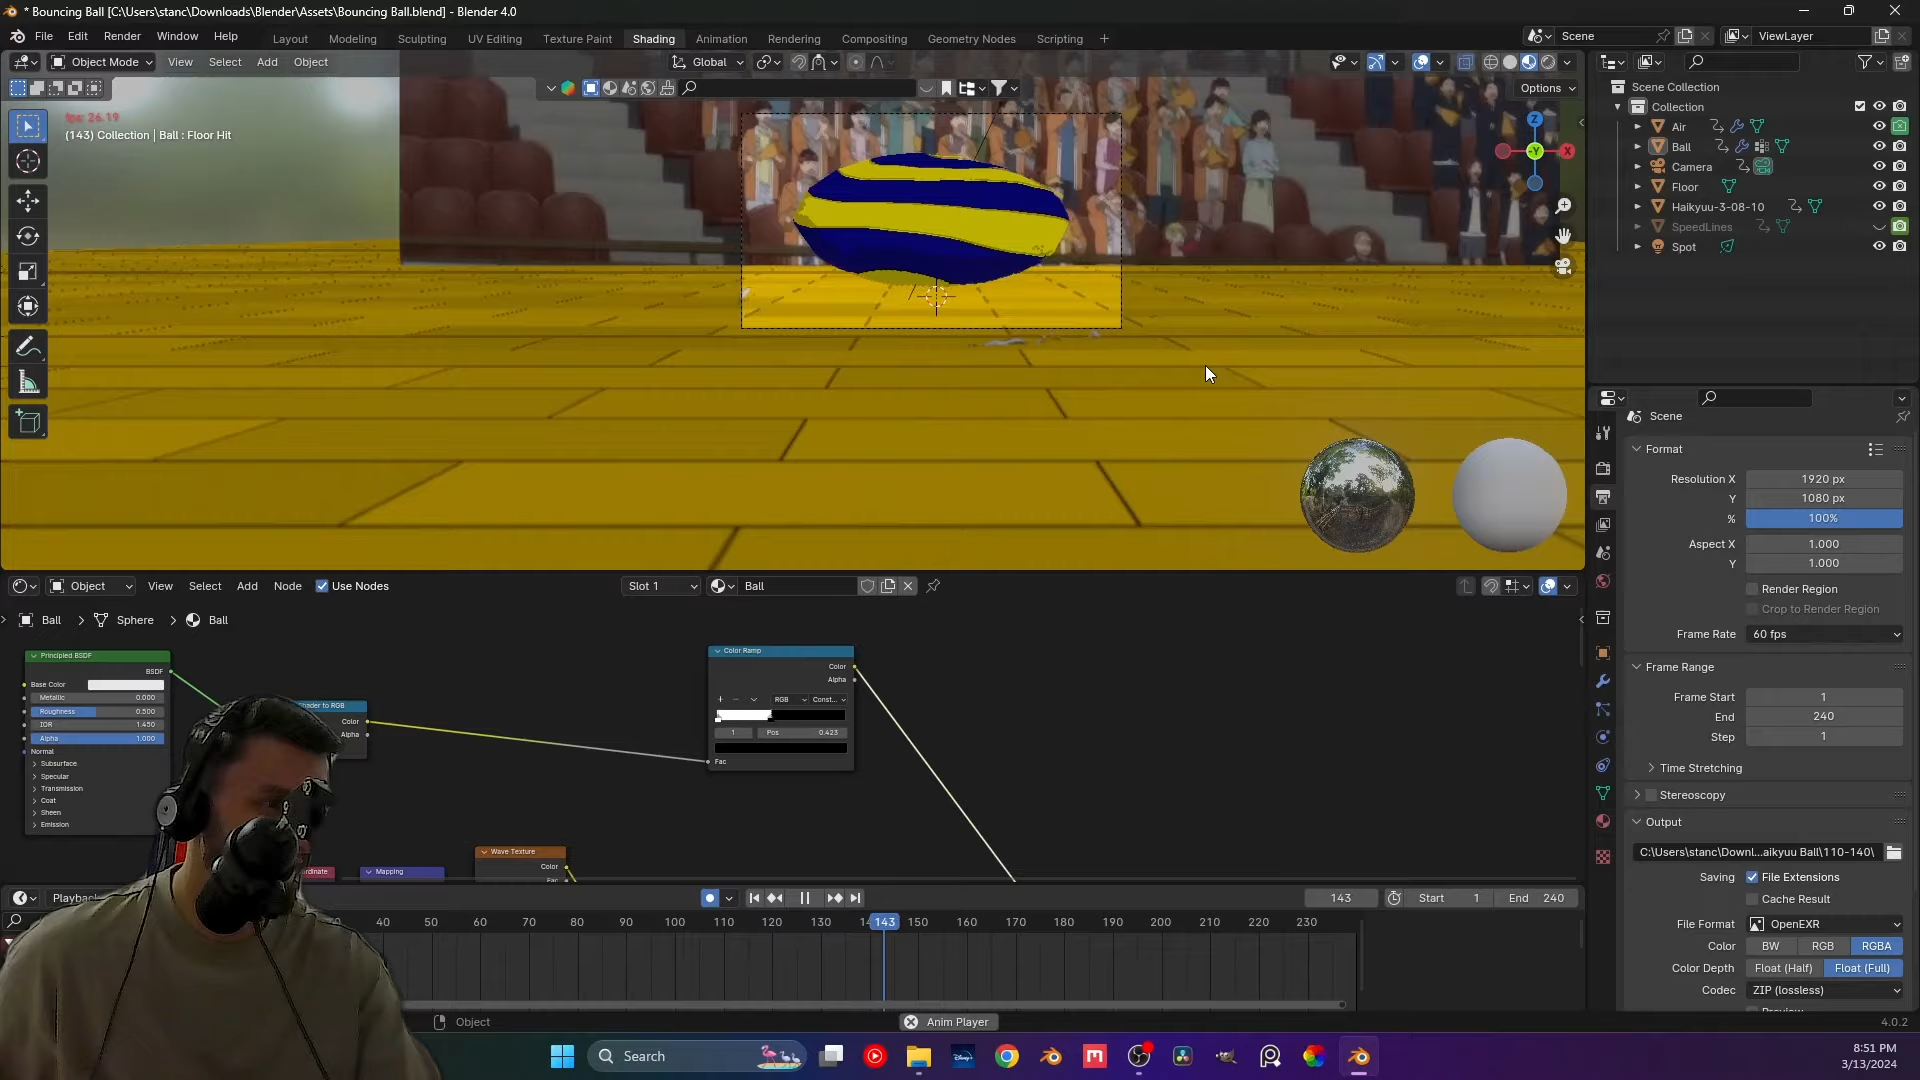 * Bouncing Ball [C:\Users\stanc\Downloads\Blender\Assets\Bouncing Ball.blend] - Blender 4.0
File Edit Render Window Help
Layout Modeling Sculpting UV Editing Texture Paint Shading Animation Rendering Compositing Geometry Nodes Scripting +
Scene
ViewLayer
Object Mode View Select Add Object
Global
Options
fps: 26.19
(143) Collection | Ball : Floor Hit
Z
-Y
X
Scene Collection
Collection
Air
Ball
Camera
Floor
Haikyuu-3-08-10
SpeedLines
Spot
Scene
Format
Resolution X 1920 px
Y 1080 px
% 100%
Aspect X 1.000
Y 1.000
Render Region
Crop to Render Region
Frame Rate 60 fps
Frame Range
Frame Start 1
End 240
Step 1
Time Stretching
Stereoscopy
Output
C:\Users\stanc\Downl...aikyuu Ball\110-140\
Saving File Extensions
Cache Result
File Format OpenEXR
Color BW RGB RGBA
Color Depth Float (Half) Float (Full)
Codec ZIP (lossless)
Object View Select Add Node Use Nodes
Slot 1
Ball
Ball > Sphere > Ball
Principled BSDF
BSDF
Base Color
Metallic 0.000
Roughness 0.500
IOR 1.450
Alpha 1.000
Normal
Subsurface
Specular
Transmission
Coat
Sheen
Emission
Shader to RGB
Color
Alpha
Color Ramp
Color
Alpha
+ - RGB Const...
1 Pos 0.423
Fac
Wave Texture
Color
Mapping
143
Start 1
End 240
40 50 60 70 80 90 100 110 120 130 143 150 160 170 180 190 200 210 220 230
Object
Anim Player
4.0.2
Search
8:51 PM
3/13/2024